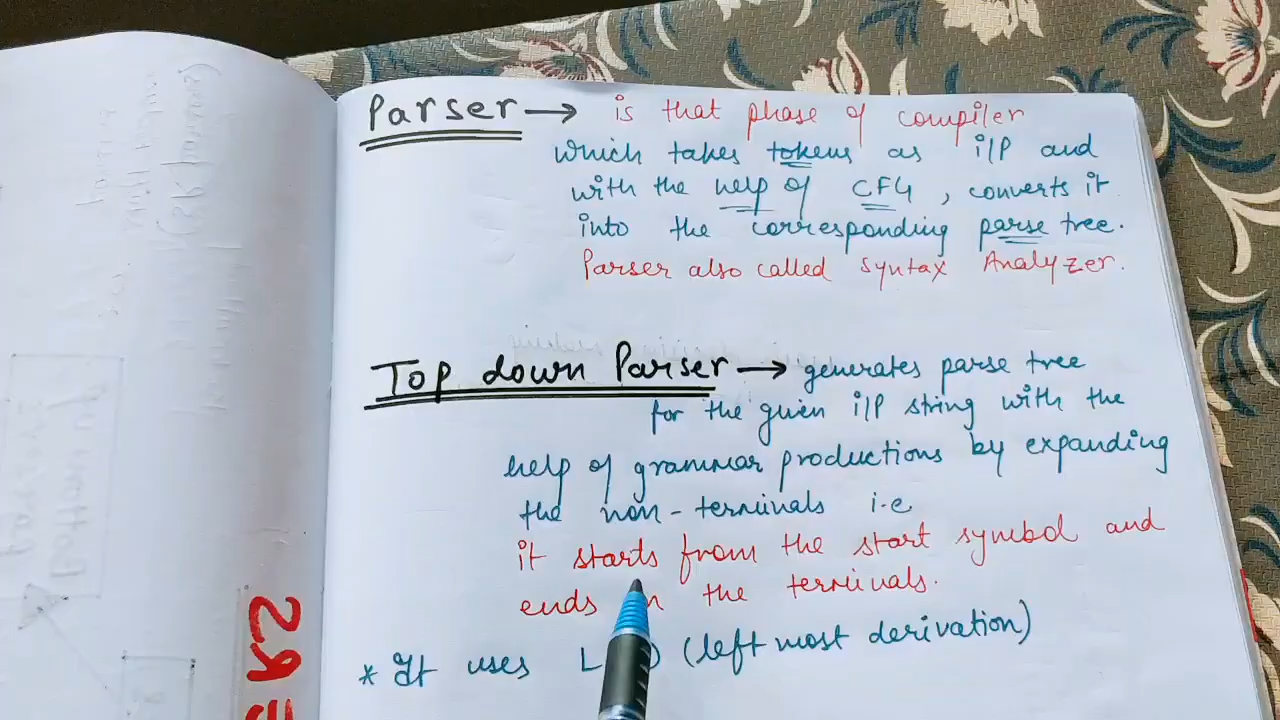 Parser → is that phase of compiler
which takes tokens as i/P and
with the help of CFG, converts it
into the corresponding parse tree.
Parser also called Syntax Analyzer.
Top down Parser → generates parse tree
for the given i/P string with the
help of grammar productions by expanding
the non-terminals i.e
it starts from the start symbol and
ends the terminals.
* It uses (left most derivation)